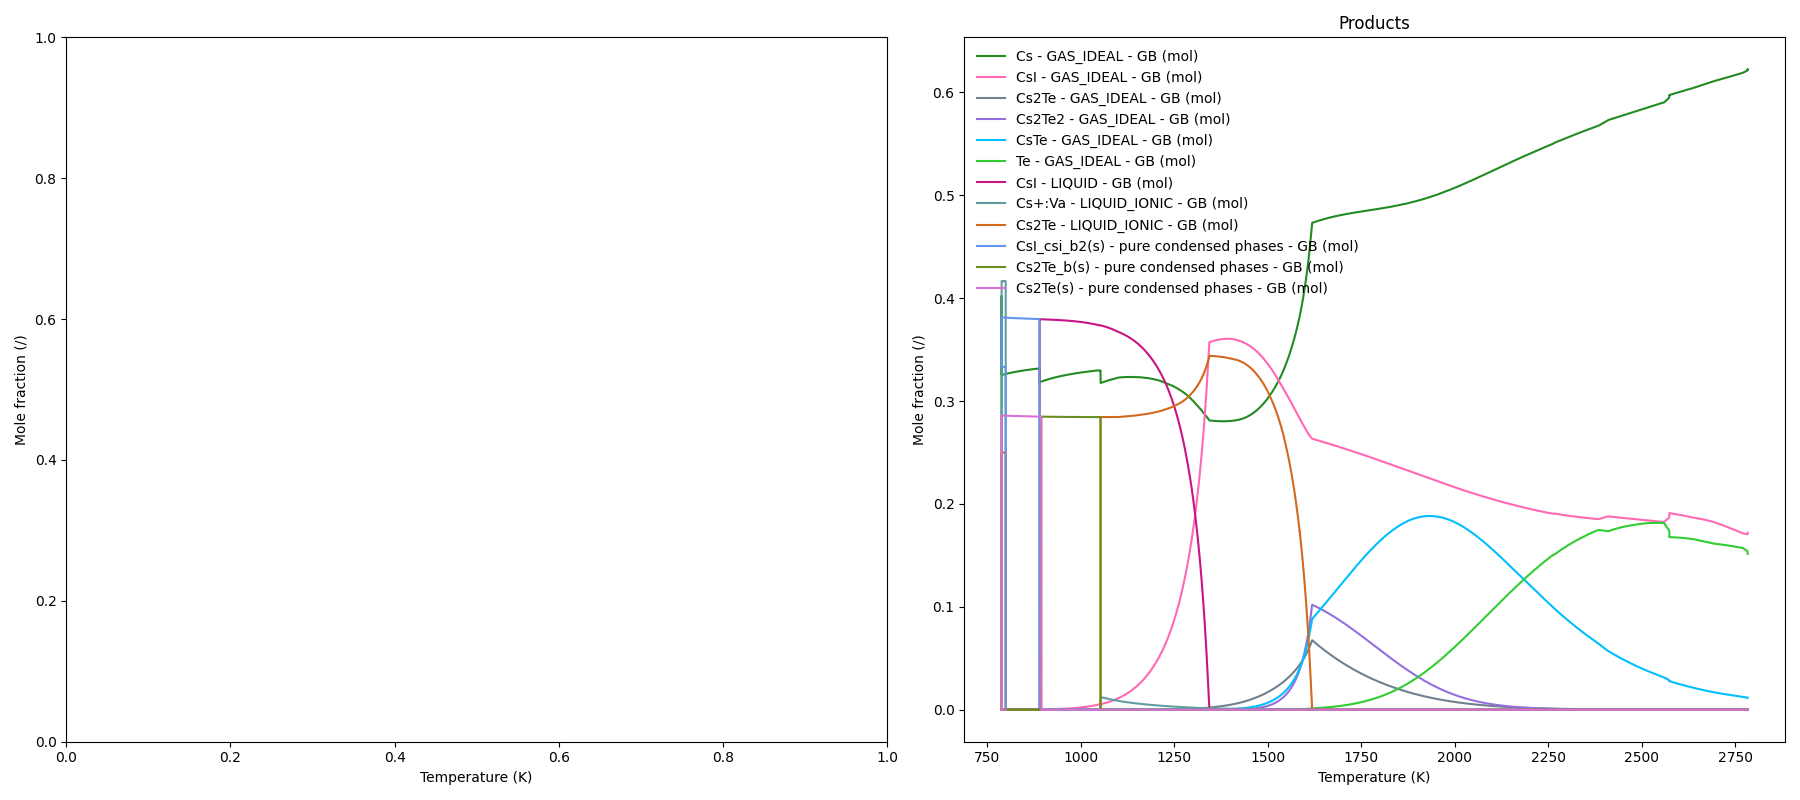 1.0
0.8
0.6
0.4
0.2
0.0
Mole fraction (/)
0.0 0.2 0.4 0.6 0.8 1.0
Temperature (K)
Products
Cs - GAS_IDEAL - GB (mol)
CsI - GAS_IDEAL - GB (mol)
Cs2Te - GAS_IDEAL - GB (mol)
Cs2Te2 - GAS_IDEAL - GB (mol)
CsTe - GAS_IDEAL - GB (mol)
Te - GAS_IDEAL - GB (mol)
CsI - LIQUID - GB (mol)
Cs+:Va - LIQUID_IONIC - GB (mol)
Cs2Te - LIQUID_IONIC - GB (mol)
CsI_csi_b2(s) - pure condensed phases - GB (mol)
Cs2Te_b(s) - pure condensed phases - GB (mol)
Cs2Te(s) - pure condensed phases - GB (mol)
0.6
0.5
0.4
0.3
0.2
0.1
0.0
Mole fraction (/)
750 1000 1250 1500 1750 2000 2250 2500 2750
Temperature (K)